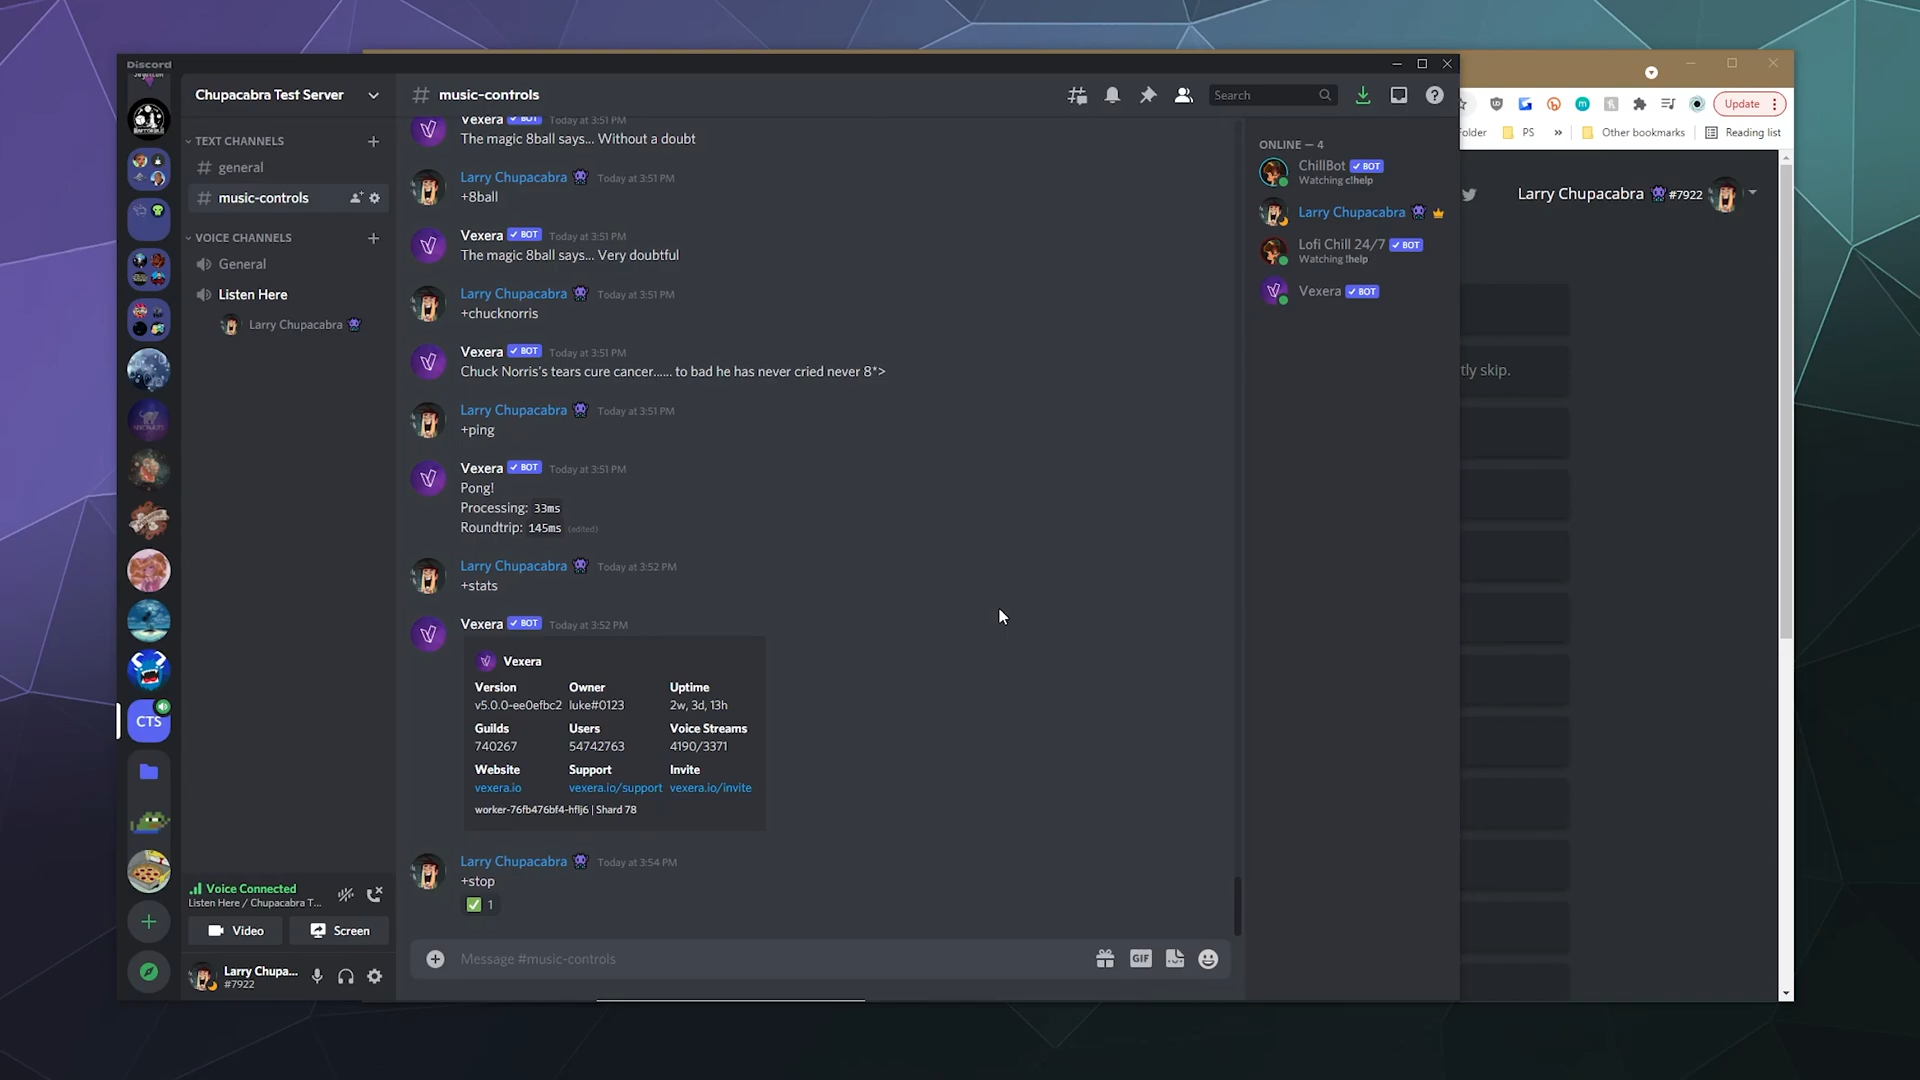 Discord
Chupacabra Test Server
TEXT CHANNELS
general
music-controls
VOICE CHANNELS
General
Listen Here
Larry Chupacabra
Voice Connected
Listen Here / Chupacabra T...
Video
Screen
Larry Chupa...
#7922
CTS
# music-controls
Search
Vexera BOT Today at 3:51 PM
The magic 8ball says... Without a doubt
Larry Chupacabra Today at 3:51 PM
+8ball
Vexera BOT Today at 3:51 PM
The magic 8ball says... Very doubtful
Larry Chupacabra Today at 3:51 PM
+chucknorris
Vexera BOT Today at 3:51 PM
Chuck Norris's tears cure cancer...... to bad he has never cried never 8*>
Larry Chupacabra Today at 3:51 PM
+ping
Vexera BOT Today at 3:51 PM
Pong!
Processing: 33ms
Roundtrip: 145ms (edited)
Larry Chupacabra Today at 3:52 PM
+stats
Vexera BOT Today at 3:52 PM
Vexera
Version Owner Uptime
v5.0.0-ee0efbc2 luke#0123 2w, 3d, 13h
Guilds Users Voice Streams
740267 54742763 4190/3371
Website Support Invite
vexera.io vexera.io/support vexera.io/invite
worker-76fb476bf4-hflj6 | Shard 78
Larry Chupacabra Today at 3:54 PM
+stop
1
Message #music-controls
GIF
ONLINE — 4
ChillBot BOT
Watching c!help
Larry Chupacabra
Lofi Chill 24/7 BOT
Watching !help
Vexera BOT
Update
older PS » Other bookmarks Reading list
Larry Chupacabra #7922
tly skip.